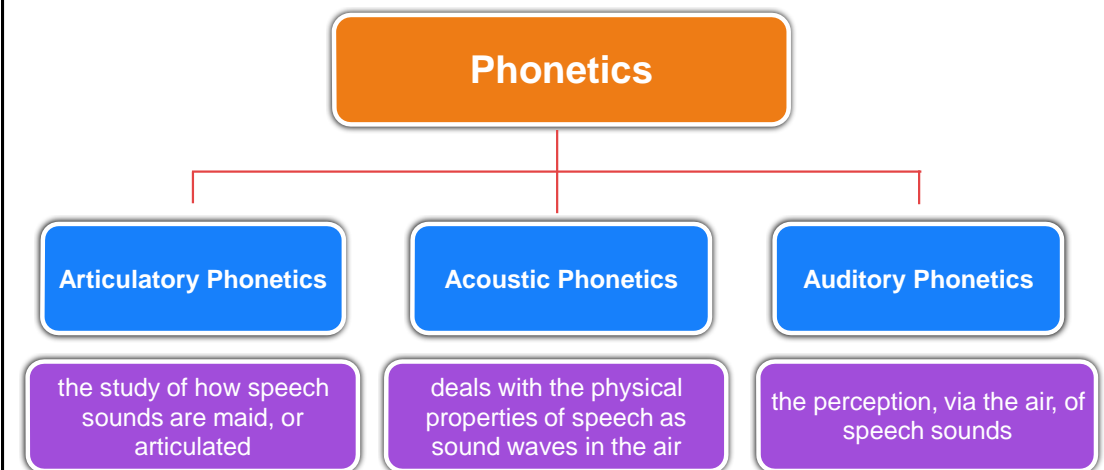 Phonetics
Articulatory Phonetics
Acoustic Phonetics
Auditory Phonetics
the study of how speech
sounds are maid, or
articulated
deals with the physical
properties of speech as
sound waves in the air
the perception, via the air, of
speech sounds